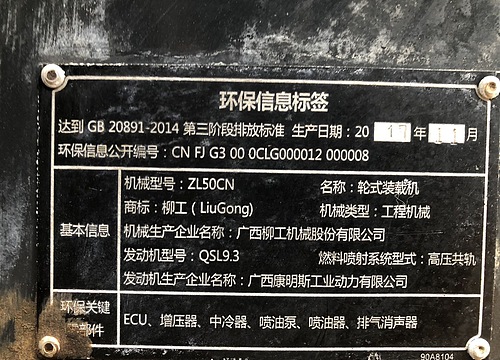 环保信息标签
达到 GB 20891-2014 第三阶段排放标准 生产日期：20 17 年 11 月
环保信息公开编号：CN FJ G3 00 0CLG000012 000008
基本信息
机械型号：ZL50CN 名称：轮式装载机
商标：柳工（LiuGong） 机械类型：工程机械
机械生产企业名称：广西柳工机械股份有限公司
发动机型号：QSL9.3 燃料喷射系统型式：高压共轨
发动机生产企业名称：广西康明斯工业动力有限公司
环保关键
部件
ECU、增压器、中冷器、喷油泵、喷油器、排气消声器
90A8104